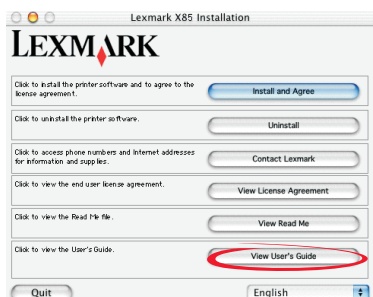 Lexmark X85 Installation
LEXMARK
Click to install the printer software and to agree to the
license agreement.
Install and Agree
Click to uninstall the printer software.
Uninstall
Click to access phone numbers and Internet addresses
for information and supplies.
Contact Lexmark
Click to view the end user license agreement.
View License Agreement
Click to view the Read Me file.
View Read Me
Click to view the User's Guide.
View User's Guide
Quit
English